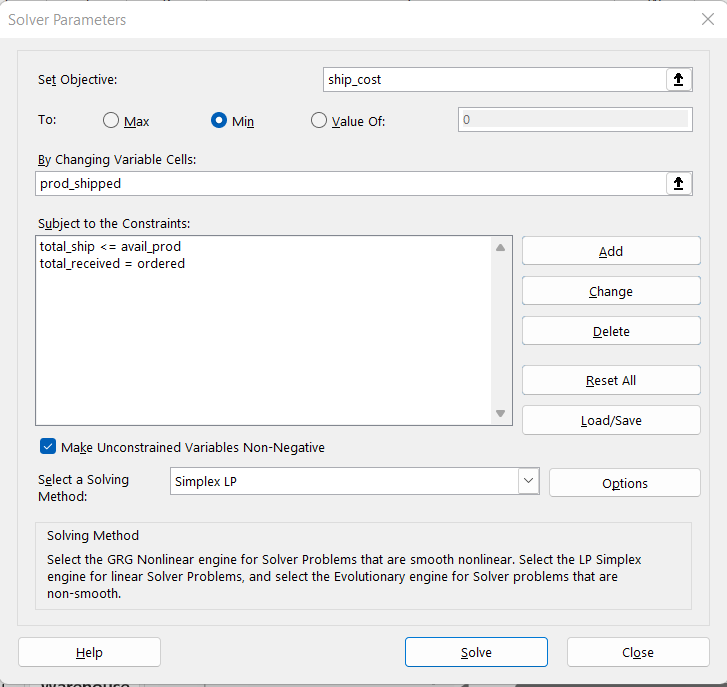 Solver Parameters
Set Objective:
ship_cost
To:
Max
Min
Value Of:
0
By Changing Variable Cells:
prod_shipped
Subject to the Constraints:
total_ship <= avail_prod
total_received = ordered
Add
Change
Delete
Reset All
Load/Save
Make Unconstrained Variables Non-Negative
Select a Solving
Method:
Simplex LP
Options
Solving Method
Select the GRG Nonlinear engine for Solver Problems that are smooth nonlinear. Select the LP Simplex
engine for linear Solver Problems, and select the Evolutionary engine for Solver problems that are
non-smooth.
Help
Solve
Close
Warehouse